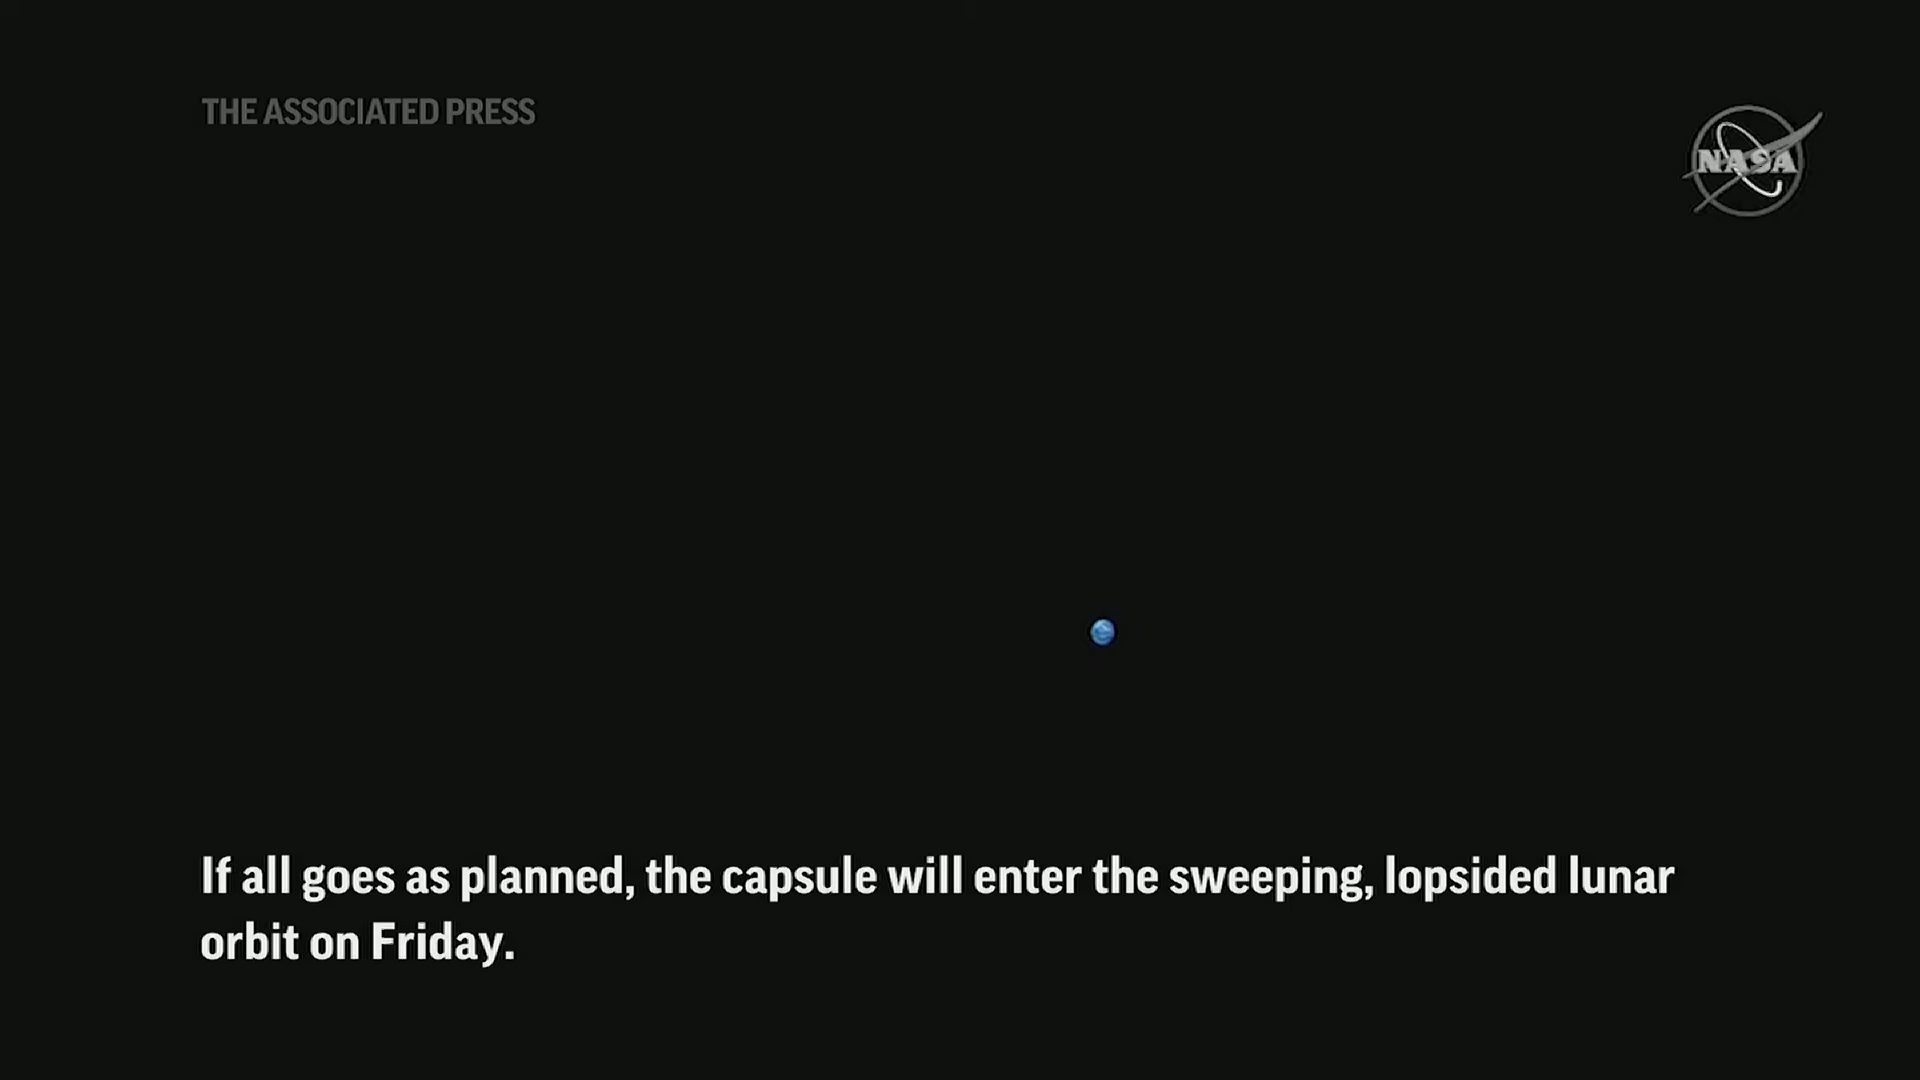 THE ASSOCIATED PRESS
NASA
If all goes as planned, the capsule will enter the sweeping, lopsided lunar
orbit on Friday.